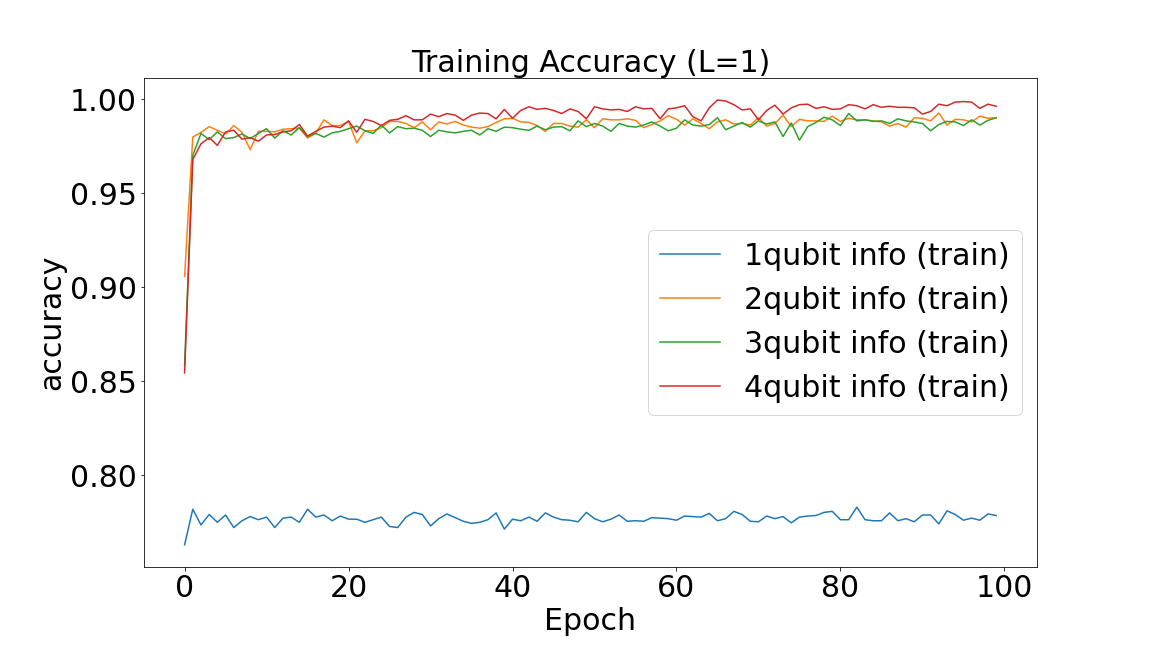 Training Accuracy (L=1)
accuracy
1.00
0.95
0.90
0.85
0.80
1qubit info (train)
2qubit info (train)
3qubit info (train)
4qubit info (train)
0 20 40 60 80 100
Epoch